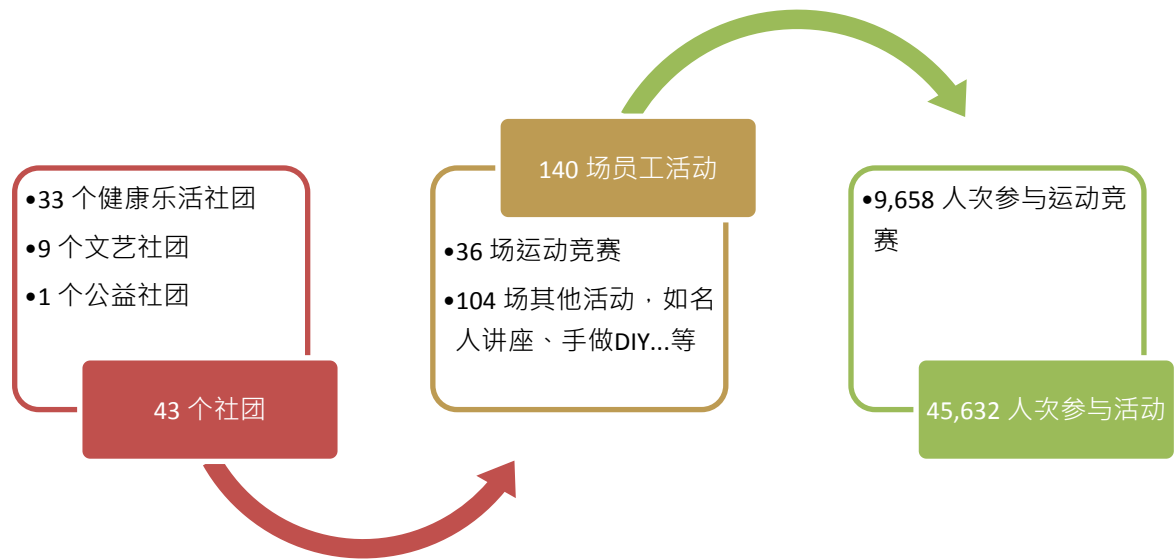 •33 个健康乐活社团
•9 个文艺社团
•1 个公益社团
43 个社团
140 场员工活动
•36 场运动竞赛
•104 场其他活动，如名
人讲座、手做DIY...等
•9,658 人次参与运动竞
赛
45,632 人次参与活动